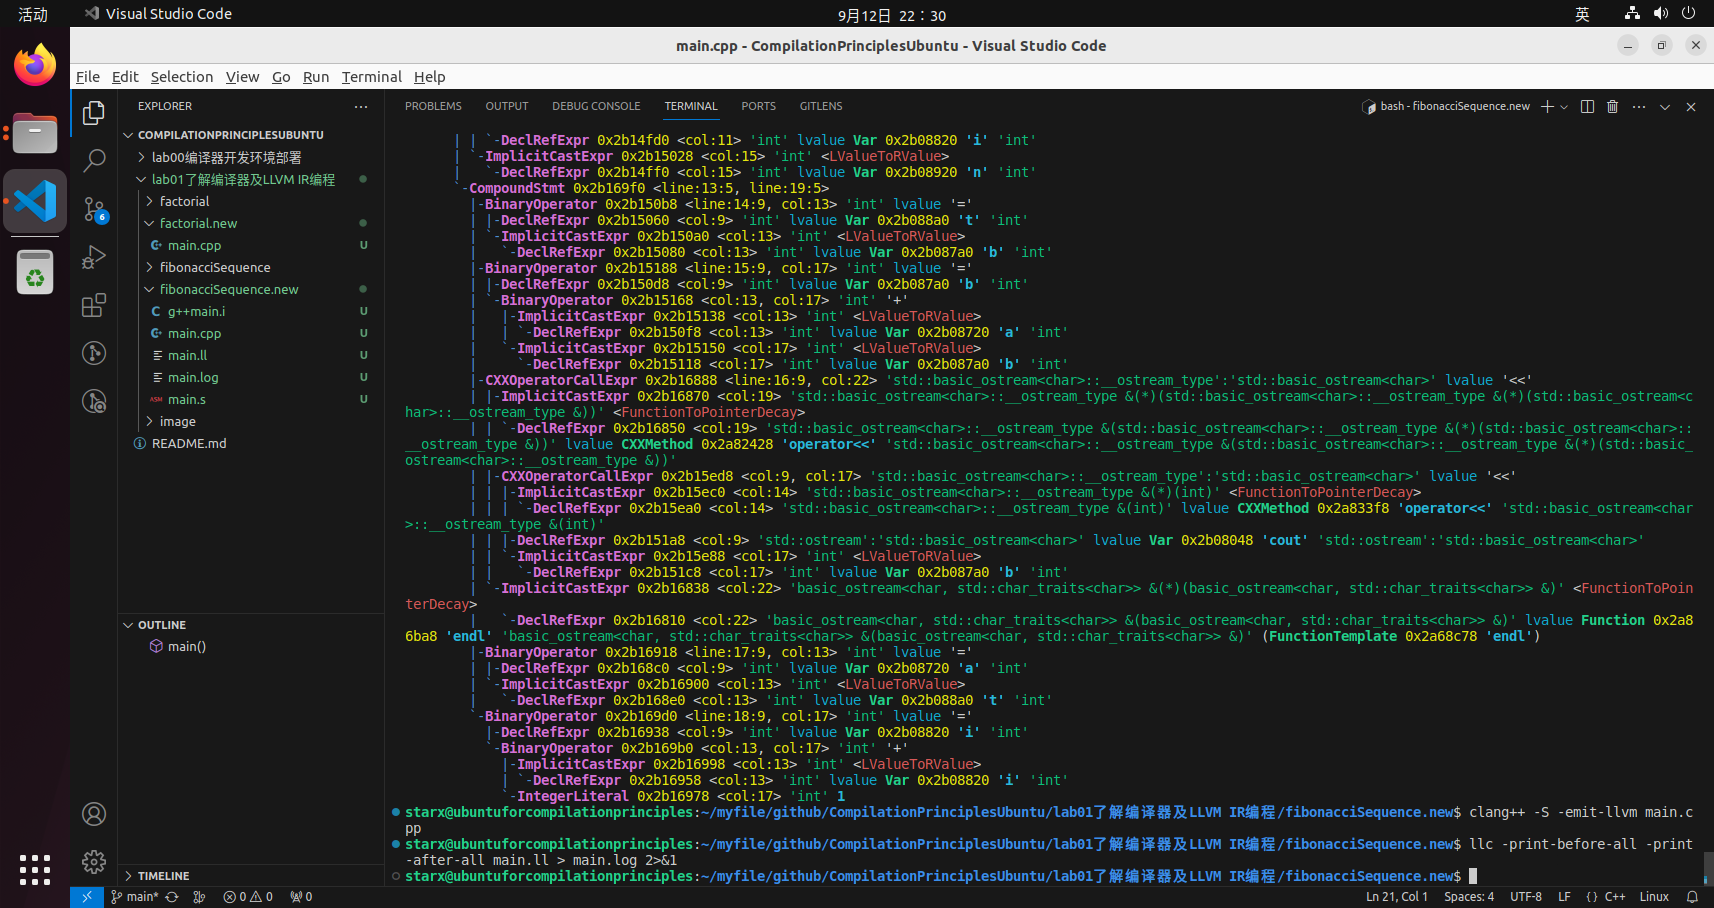 活动
Visual Studio Code
9月12日 22：30
英
main.cpp - CompilationPrinciplesUbuntu - Visual Studio Code
File Edit Selection View Go Run Terminal Help
EXPLORER
COMPILATIONPRINCIPLESUBUNTU
lab00编译器开发环境部署
lab01了解编译器及LLVM IR编程
factorial
factorial.new
main.cpp U
fibonacciSequence
fibonacciSequence.new
C g++main.i U
main.cpp U
main.ll U
main.log U
ASM main.s U
image
README.md
6
OUTLINE
main()
TIMELINE
PROBLEMS OUTPUT DEBUG CONSOLE TERMINAL PORTS GITLENS
bash - fibonacciSequence.new
| | `-DeclRefExpr 0x2b14fd0 <col:11> 'int' lvalue Var 0x2b08820 'i' 'int'
| `-ImplicitCastExpr 0x2b15028 <col:15> 'int' <LValueToRValue>
|   `-DeclRefExpr 0x2b14ff0 <col:15> 'int' lvalue Var 0x2b08920 'n' 'int'
`-CompoundStmt 0x2b169f0 <line:13:5, line:19:5>
|-BinaryOperator 0x2b150b8 <line:14:9, col:13> 'int' lvalue '='
| |-DeclRefExpr 0x2b15060 <col:9> 'int' lvalue Var 0x2b088a0 't' 'int'
| `-ImplicitCastExpr 0x2b150a0 <col:13> 'int' <LValueToRValue>
|   `-DeclRefExpr 0x2b15080 <col:13> 'int' lvalue Var 0x2b087a0 'b' 'int'
|-BinaryOperator 0x2b15188 <line:15:9, col:17> 'int' lvalue '='
| |-DeclRefExpr 0x2b150d8 <col:9> 'int' lvalue Var 0x2b087a0 'b' 'int'
| `-BinaryOperator 0x2b15168 <col:13, col:17> 'int' '+'
|   |-ImplicitCastExpr 0x2b15138 <col:13> 'int' <LValueToRValue>
|   | `-DeclRefExpr 0x2b150f8 <col:13> 'int' lvalue Var 0x2b08720 'a' 'int'
|   `-ImplicitCastExpr 0x2b15150 <col:17> 'int' <LValueToRValue>
|     `-DeclRefExpr 0x2b15118 <col:17> 'int' lvalue Var 0x2b087a0 'b' 'int'
|-CXXOperatorCallExpr 0x2b16888 <line:16:9, col:22> 'std::basic_ostream<char>::__ostream_type':'std::basic_ostream<char>' lvalue '<<'
| |-ImplicitCastExpr 0x2b16870 <col:19> 'std::basic_ostream<char>::__ostream_type &(*)(std::basic_ostream<char>::__ostream_type &(*)(std::basic_ostream<c
har>::__ostream_type &))' <FunctionToPointerDecay>
| | `-DeclRefExpr 0x2b16850 <col:19> 'std::basic_ostream<char>::__ostream_type &(std::basic_ostream<char>::__ostream_type &(*)(std::basic_ostream<char>::
__ostream_type &))' lvalue CXXMethod 0x2a82428 'operator<<' 'std::basic_ostream<char>::__ostream_type &(std::basic_ostream<char>::__ostream_type &(*)(std::basic_
ostream<char>::__ostream_type &))'
| |-CXXOperatorCallExpr 0x2b15ed8 <col:9, col:17> 'std::basic_ostream<char>::__ostream_type':'std::basic_ostream<char>' lvalue '<<'
| | |-ImplicitCastExpr 0x2b15ec0 <col:14> 'std::basic_ostream<char>::__ostream_type &(*)(int)' <FunctionToPointerDecay>
| | | `-DeclRefExpr 0x2b15ea0 <col:14> 'std::basic_ostream<char>::__ostream_type &(int)' lvalue CXXMethod 0x2a833f8 'operator<<' 'std::basic_ostream<char
>::__ostream_type &(int)'
| | |-DeclRefExpr 0x2b151a8 <col:9> 'std::ostream':'std::basic_ostream<char>' lvalue Var 0x2b08048 'cout' 'std::ostream':'std::basic_ostream<char>'
| | `-ImplicitCastExpr 0x2b15e88 <col:17> 'int' <LValueToRValue>
| |   `-DeclRefExpr 0x2b151c8 <col:17> 'int' lvalue Var 0x2b087a0 'b' 'int'
| `-ImplicitCastExpr 0x2b16838 <col:22> 'basic_ostream<char, std::char_traits<char>> &(*)(basic_ostream<char, std::char_traits<char>> &)' <FunctionToPoin
terDecay>
|   `-DeclRefExpr 0x2b16810 <col:22> 'basic_ostream<char, std::char_traits<char>> &(basic_ostream<char, std::char_traits<char>> &)' lvalue Function 0x2a8
6ba8 'endl' 'basic_ostream<char, std::char_traits<char>> &(basic_ostream<char, std::char_traits<char>> &)' (FunctionTemplate 0x2a68c78 'endl')
|-BinaryOperator 0x2b16918 <line:17:9, col:13> 'int' lvalue '='
| |-DeclRefExpr 0x2b168c0 <col:9> 'int' lvalue Var 0x2b08720 'a' 'int'
| `-ImplicitCastExpr 0x2b16900 <col:13> 'int' <LValueToRValue>
|   `-DeclRefExpr 0x2b168e0 <col:13> 'int' lvalue Var 0x2b088a0 't' 'int'
`-BinaryOperator 0x2b169d0 <line:18:9, col:17> 'int' lvalue '='
|-DeclRefExpr 0x2b16938 <col:9> 'int' lvalue Var 0x2b08820 'i' 'int'
`-BinaryOperator 0x2b169b0 <col:13, col:17> 'int' '+'
|-ImplicitCastExpr 0x2b16998 <col:13> 'int' <LValueToRValue>
| `-DeclRefExpr 0x2b16958 <col:13> 'int' lvalue Var 0x2b08820 'i' 'int'
`-IntegerLiteral 0x2b16978 <col:17> 'int' 1
starx@ubuntuforcompilationprinciples:~/myfile/github/CompilationPrinciplesUbuntu/lab01了解编译器及LLVM IR编程/fibonacciSequence.new$ clang++ -S -emit-llvm main.c
pp
starx@ubuntuforcompilationprinciples:~/myfile/github/CompilationPrinciplesUbuntu/lab01了解编译器及LLVM IR编程/fibonacciSequence.new$ llc -print-before-all -print
-after-all main.ll > main.log 2>&1
starx@ubuntuforcompilationprinciples:~/myfile/github/CompilationPrinciplesUbuntu/lab01了解编译器及LLVM IR编程/fibonacciSequence.new$
main* 0 0 0 Ln 21, Col 1 Spaces: 4 UTF-8 LF {} C++ Linux